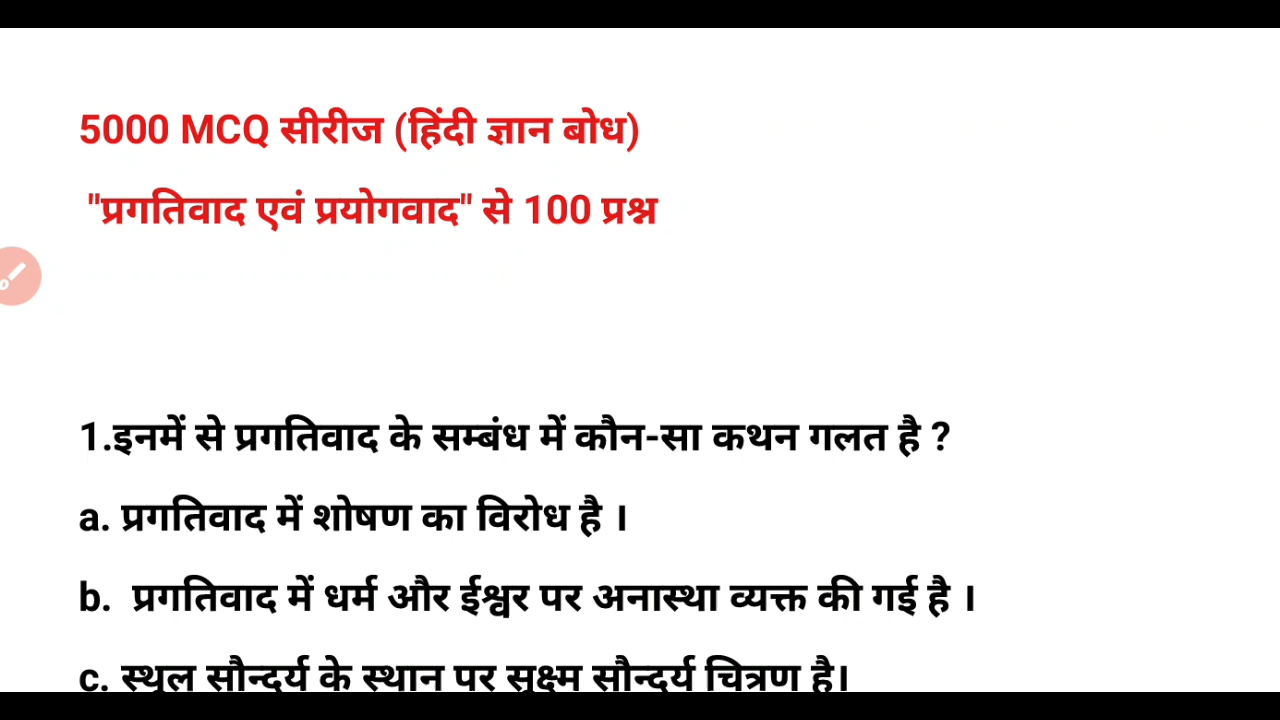 5000 MCQ सीरीज (हिंदी ज्ञान बोध)
"प्रगतिवाद एवं प्रयोगवाद" से 100 प्रश्न
1.इनमें से प्रगतिवाद के सम्बंध में कौन-सा कथन गलत है ?
a. प्रगतिवाद में शोषण का विरोध है ।
b. प्रगतिवाद में धर्म और ईश्वर पर अनास्था व्यक्त की गई है ।
c. स्थूल सौन्दर्य के स्थान पर सूक्ष्म सौन्दर्य चित्रण है।